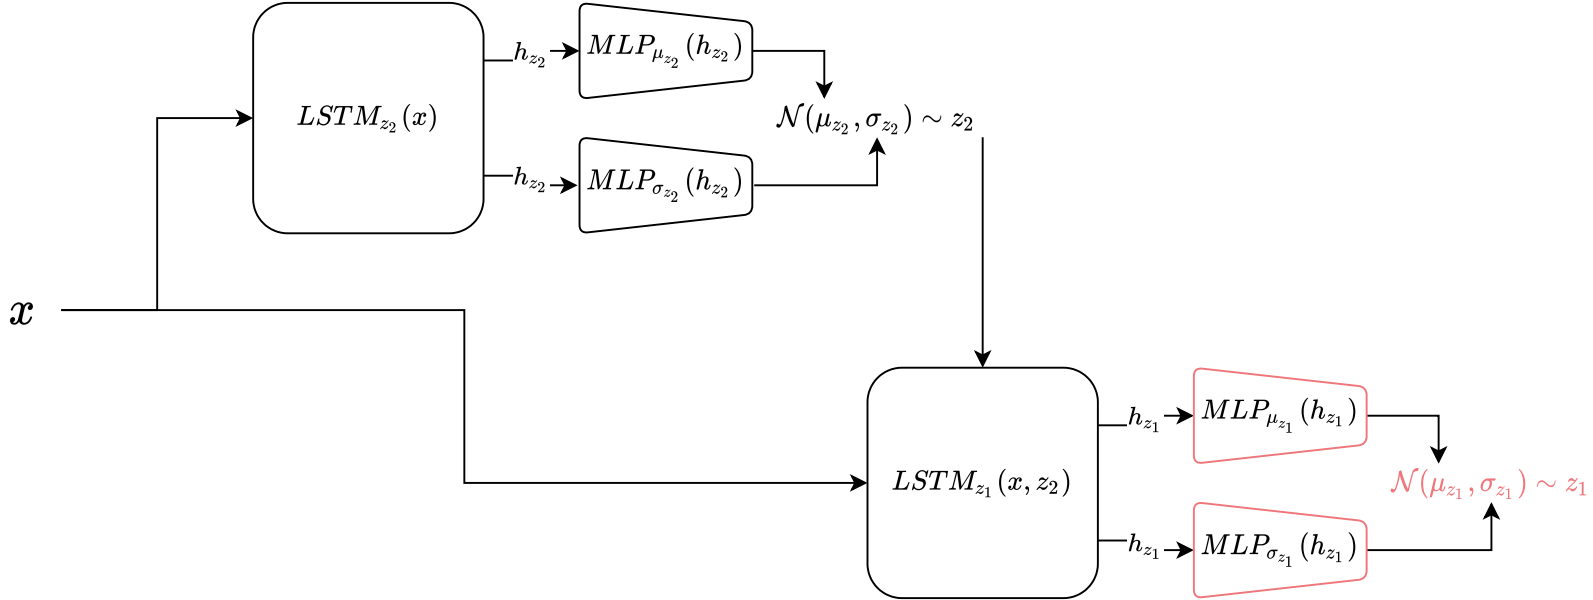 h_{z_2}
MLP_{μ_{z_2}}(h_{z_2})
LSTM_{z_2}(x)
𝒩(μ_{z_2}, σ_{z_2}) ∼ z_2
h_{z_2}
MLP_{σ_{z_2}}(h_{z_2})
x
h_{z_1}
MLP_{μ_{z_1}}(h_{z_1})
LSTM_{z_1}(x, z_2)
𝒩(μ_{z_1}, σ_{z_1}) ∼ z_1
h_{z_1}
MLP_{σ_{z_1}}(h_{z_1})